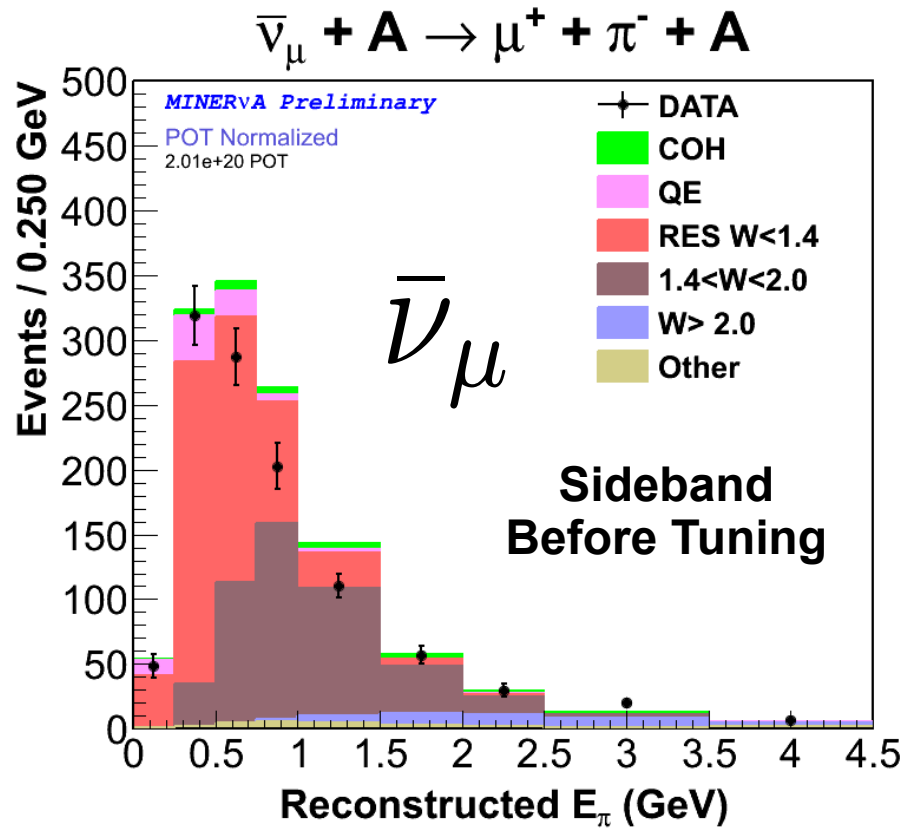 ν̅μ + A → μ+ + π- + A
Events / 0.250 GeV
500
450
400
350
300
250
200
150
100
50
0
MINERνA Preliminary
POT Normalized
2.01e+20 POT
DATA
COH
QE
RES W<1.4
1.4<W<2.0
W> 2.0
Other
ν̅μ
Sideband
Before Tuning
0 0.5 1 1.5 2 2.5 3 3.5 4 4.5
Reconstructed Eπ (GeV)